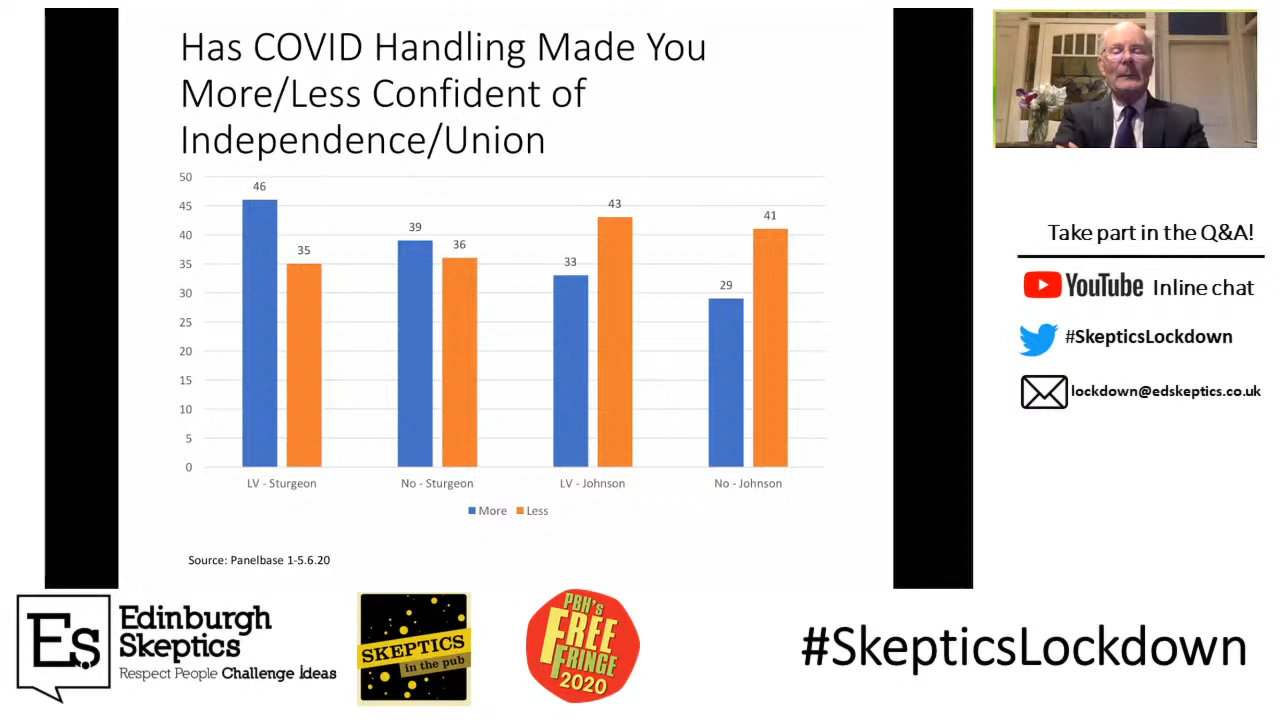 Has COVID Handling Made You
More/Less Confident of
Independence/Union
50
45
40
35
30
25
20
15
10
5
0
46
35
39
36
33
43
29
41
LV - Sturgeon
No - Sturgeon
LV - Johnson
No - Johnson
More Less
Source: Panelbase 1-5.6.20
Take part in the Q&A!
YouTube Inline chat
#SkepticsLockdown
lockdown@edskeptics.co.uk
Es
Edinburgh
Skeptics
Respect People Challenge Ideas
SKEPTICS
in the pub
PBH's
FREE
FRINGE
2020
#SkepticsLockdown